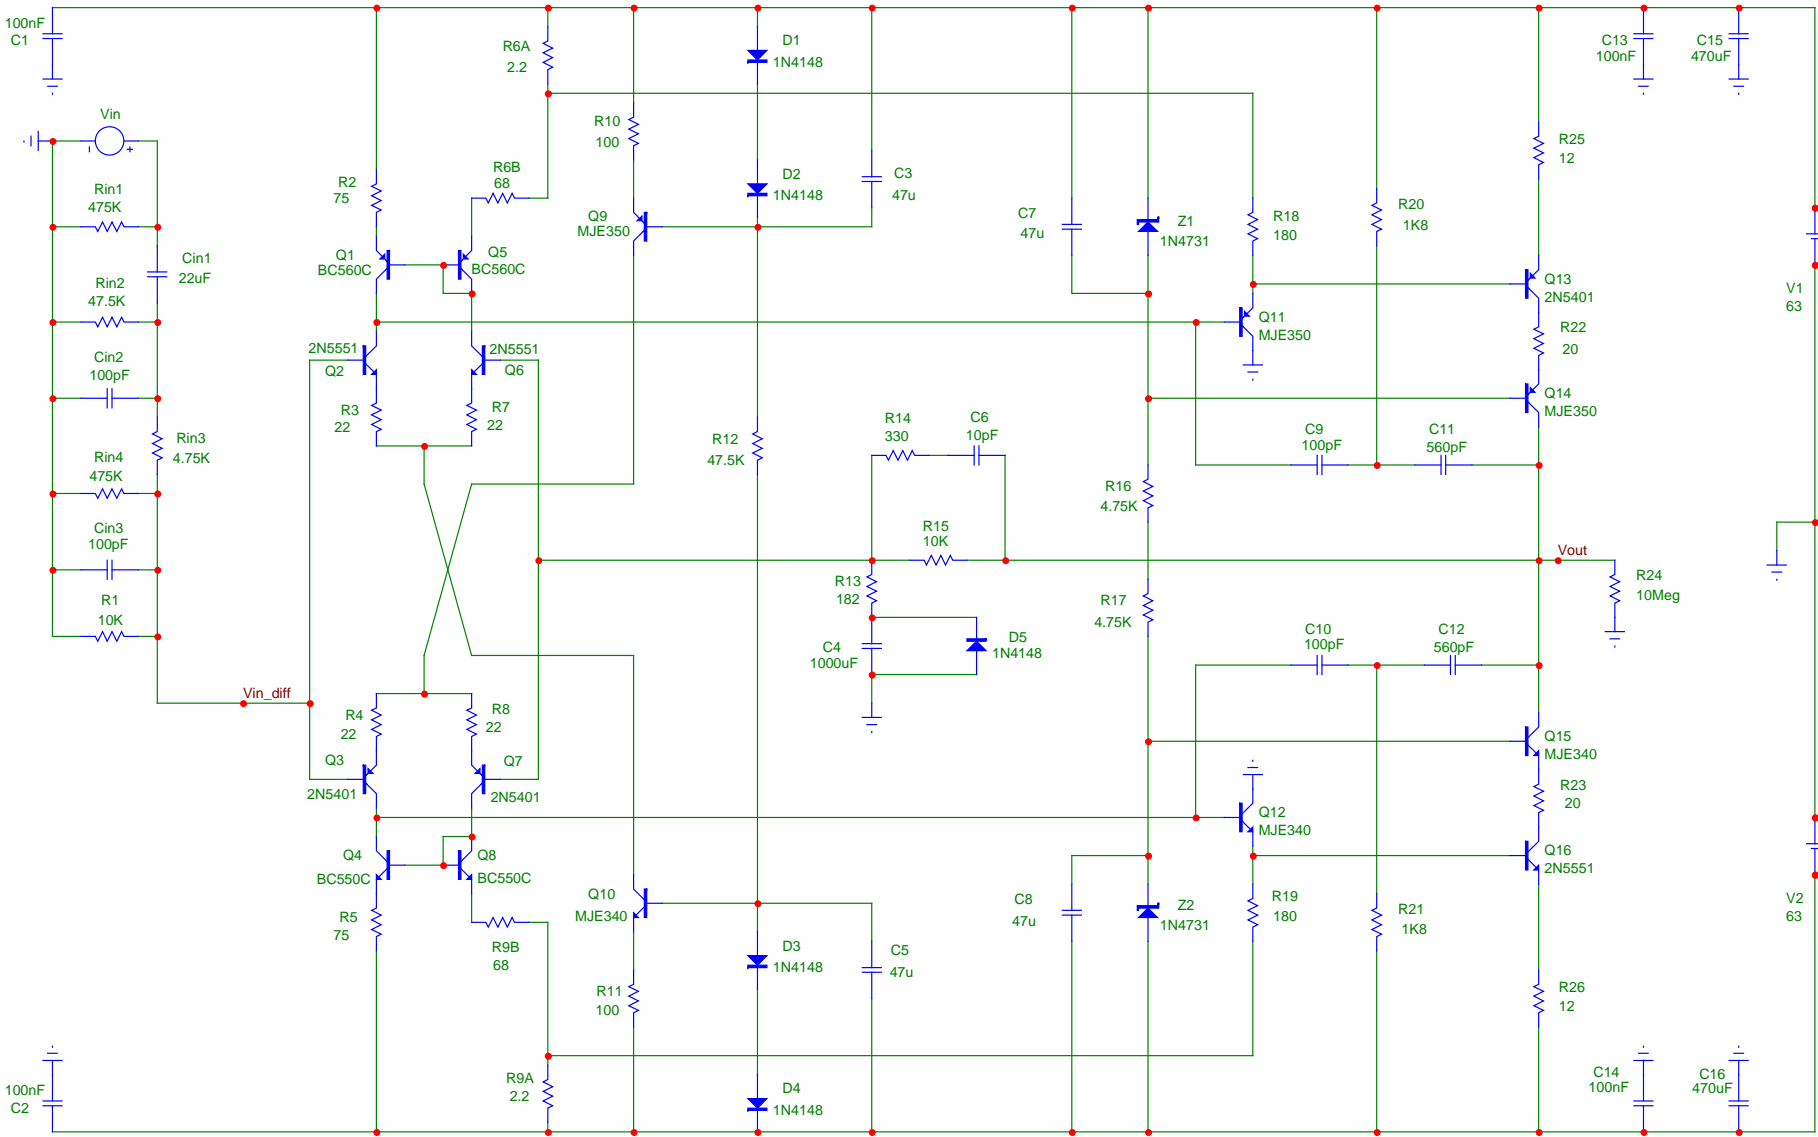 100nF
C1
Vin
Rin1
475K
Cin1
22uF
Rin2
47.5K
Cin2
100pF
Rin3
4.75K
Rin4
475K
Cin3
100pF
R1
10K
Vin_diff
100nF
C2
R2
75
Q1
BC560C
R6A
2.2
R6B
68
Q5
BC560C
2N5551
Q2
2N5551
Q6
R3
22
R7
22
R4
22
R8
22
Q3
2N5401
Q7
2N5401
Q4
BC550C
Q8
BC550C
R5
75
R9B
68
R9A
2.2
R10
100
Q9
MJE350
D1
1N4148
D2
1N4148
C3
47u
R12
47.5K
Q10
MJE340
R11
100
D3
1N4148
D4
1N4148
C5
47u
R14
330
C6
10pF
R15
10K
R13
182
C4
1000uF
D5
1N4148
C7
47u
Z1
1N4731
R18
180
R20
1K8
Q11
MJE350
R16
4.75K
R17
4.75K
C9
100pF
C11
560pF
C10
100pF
C12
560pF
Q12
MJE340
C8
47u
Z2
1N4731
R19
180
R21
1K8
R25
12
Q13
2N5401
R22
20
Q14
MJE350
Vout
R24
10Meg
Q15
MJE340
R23
20
Q16
2N5551
R26
12
C13
100nF
C15
470uF
V1
63
V2
63
C14
100nF
C16
470uF